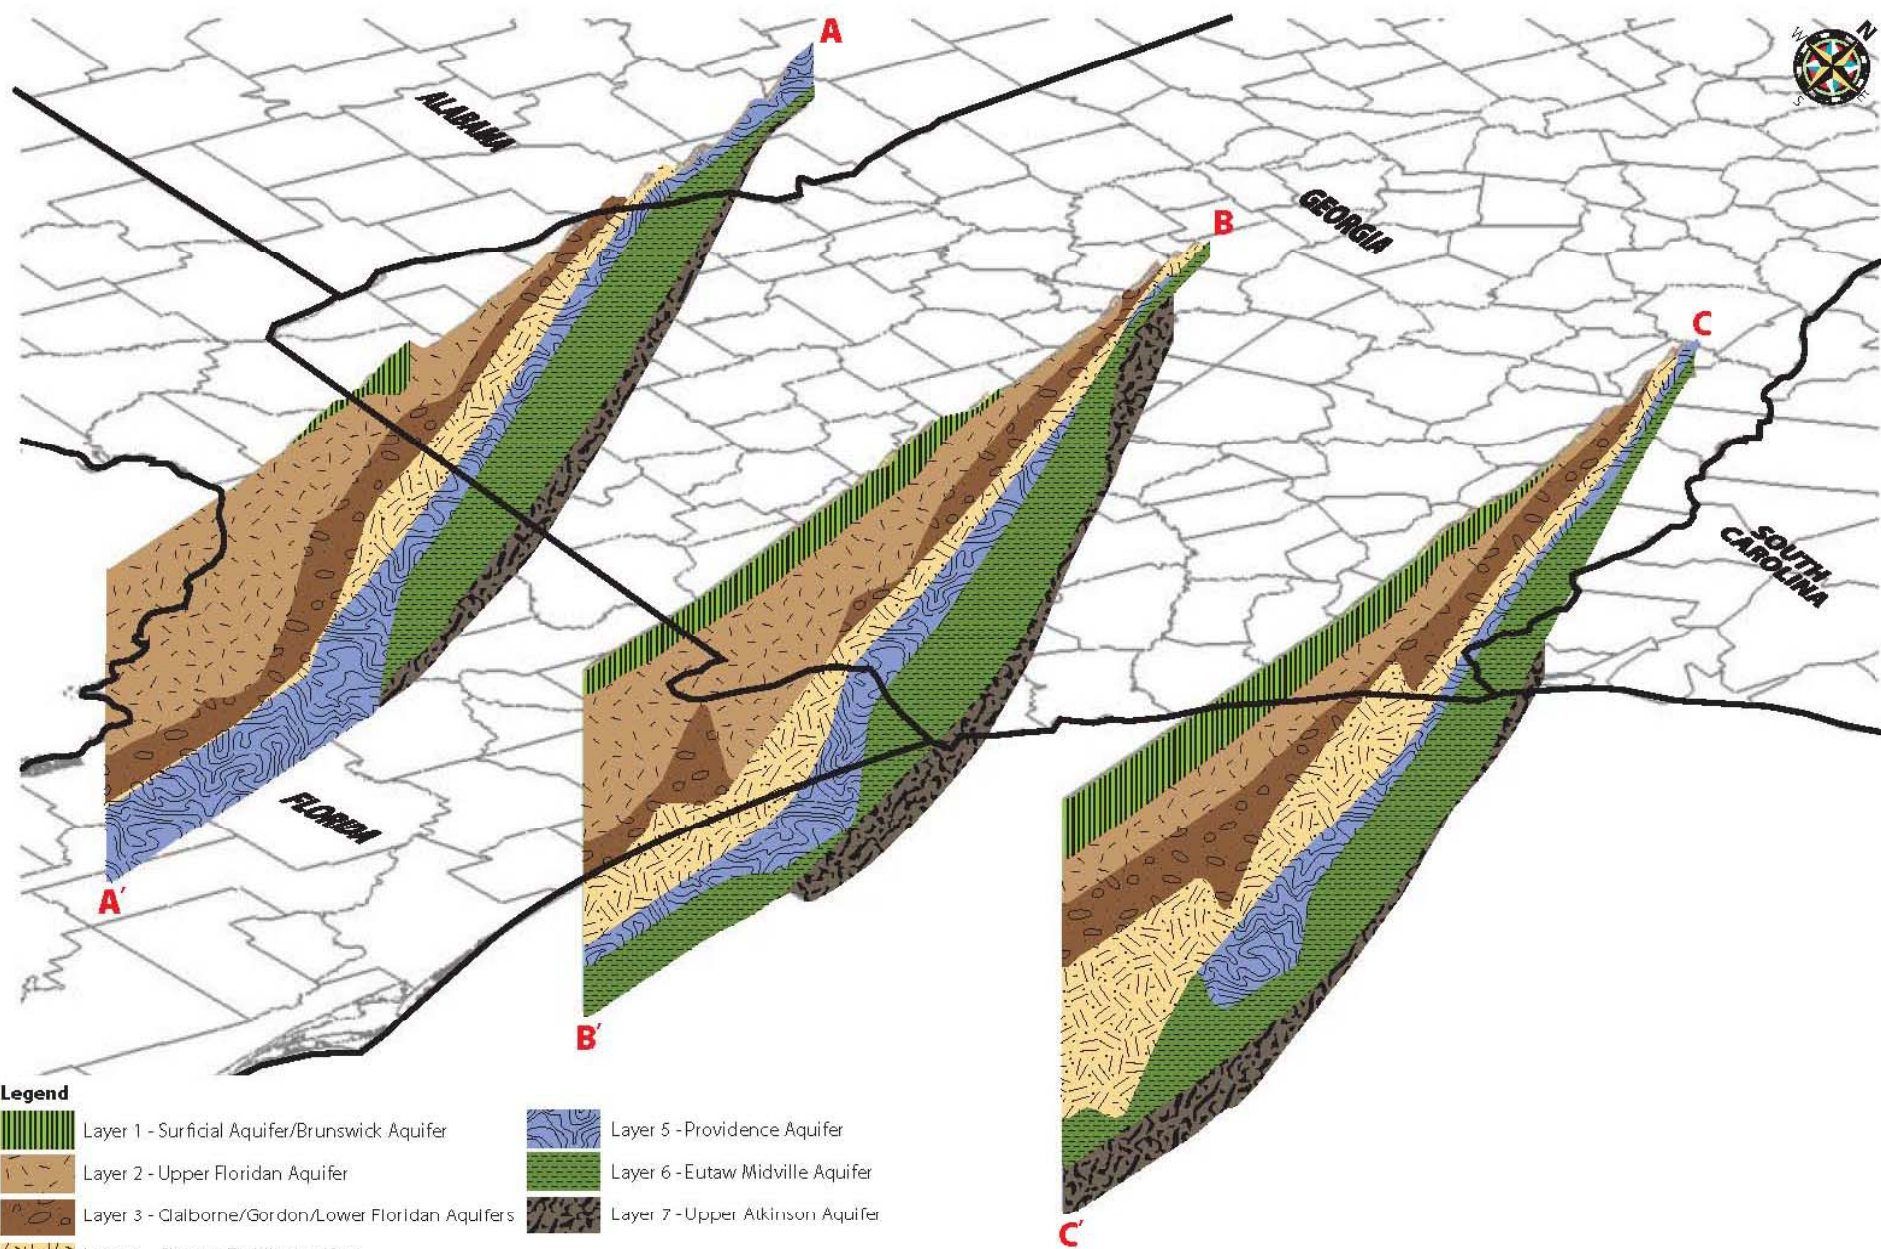 A
N
W
S
E
ALABAMA
GEORGIA
B
C
SOUTH
CAROLINA
FLORIDA
A'
B'
C'
Legend
Layer 1 - Surficial Aquifer/Brunswick Aquifer
Layer 2 - Upper Floridan Aquifer
Layer 3 - Claiborne/Gordon/Lower Floridan Aquifers
Layer 5 - Providence Aquifer
Layer 6 - Eutaw Midville Aquifer
Layer 7 - Upper Atkinson Aquifer